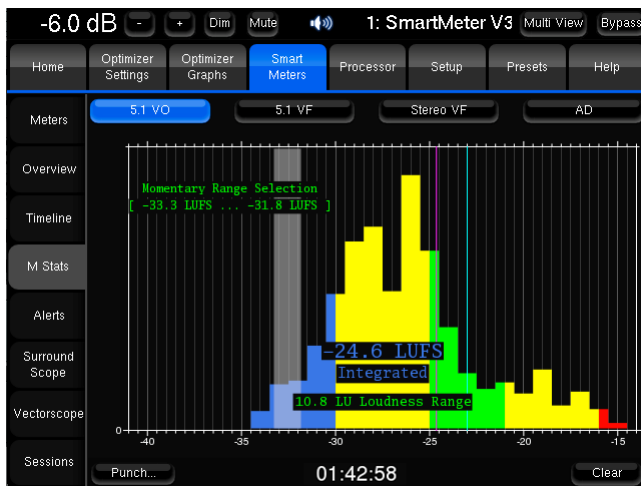 -6.0 dB - + Dim Mute 1: SmartMeter V3 Multi View Bypass
Home Optimizer Settings Optimizer Graphs Smart Meters Processor Setup Presets Help
Meters
5.1 VO 5.1 VF Stereo VF AD
Overview
Timeline
M Stats
Alerts
Surround Scope
Vectorscope
Sessions
Momentary Range Selection
[ -33.3 LUFS ... -31.8 LUFS ]
-24.6 LUFS
Integrated
10.8 LU Loudness Range
0
-40 -35 -30 -25 -20 -15
Punch... 01:42:58 Clear